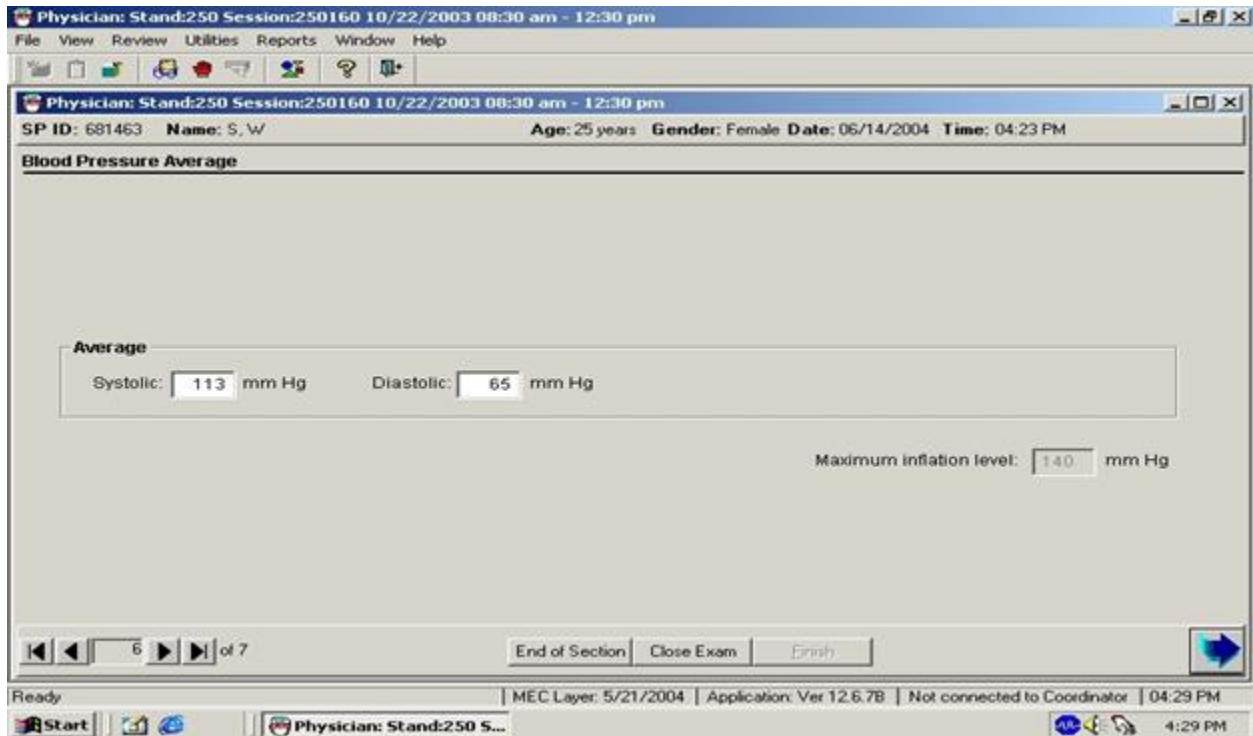 Physician: Stand:250 Session:250160 10/22/2003 08:30 am - 12:30 pm
File View Review Utilities Reports Window Help
Physician: Stand:250 Session:250160 10/22/2003 08:30 am - 12:30 pm
SP ID: 681463 Name: S, W Age: 25 years Gender: Female Date: 06/14/2004 Time: 04:23 PM
Blood Pressure Average
Average
Systolic: 113 mm Hg Diastolic: 65 mm Hg
Maximum inflation level: 140 mm Hg
6 of 7 End of Section Close Exam Finish
Ready MEC Layer: 5/21/2004 Application: Ver 12.6.7B Not connected to Coordinator 04:29 PM
Start Physician: Stand:250 S... 4:29 PM